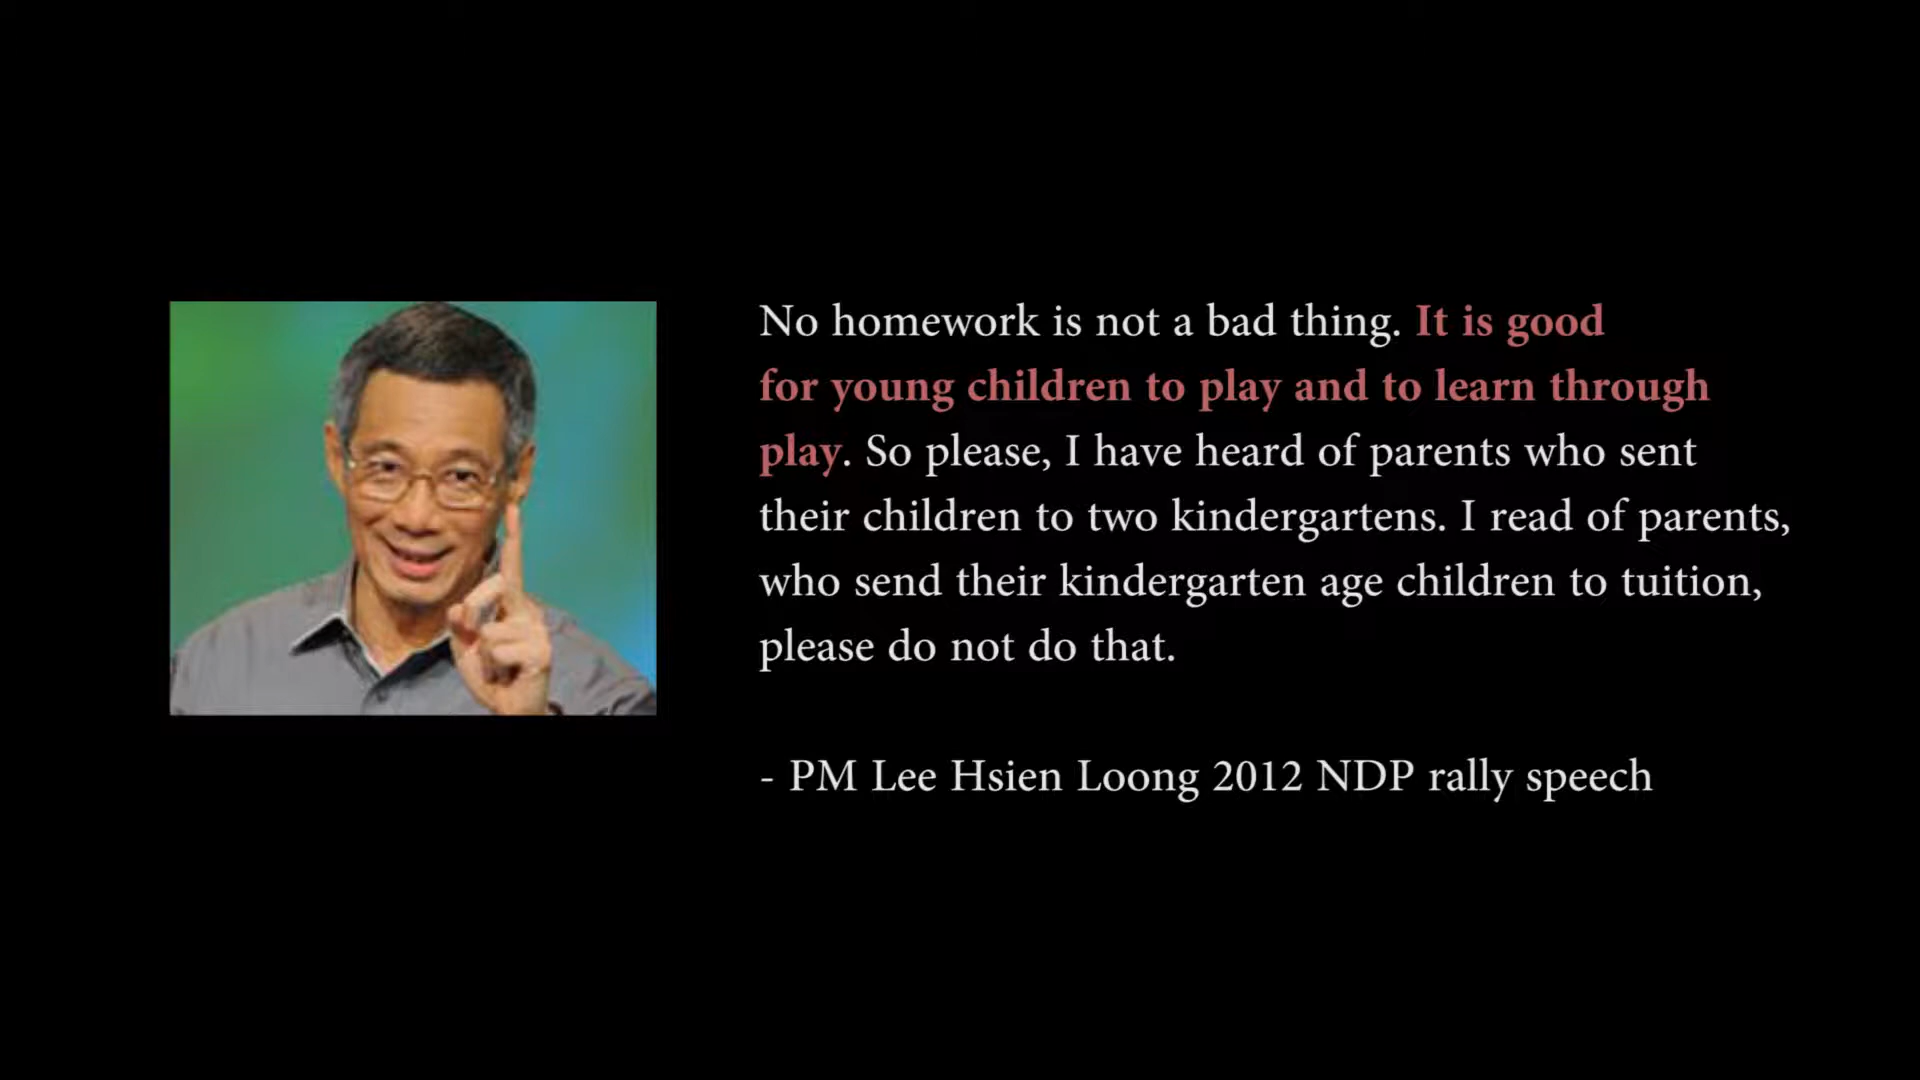 No homework is not a bad thing. It is good
for young children to play and to learn through
play. So please, I have heard of parents who sent
their children to two kindergartens. I read of parents,
who send their kindergarten age children to tuition,
please do not do that.
- PM Lee Hsien Loong 2012 NDP rally speech